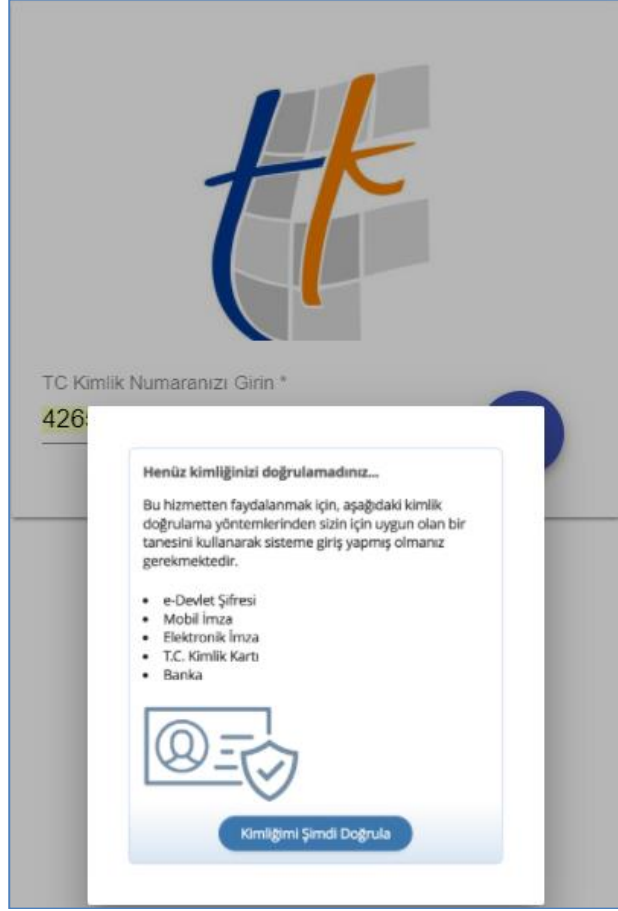 tk
TC Kimlik Numaranızı Girin *
426
Henüz kimliğinizi doğrulamadınız...
Bu hizmetten faydalanmak için, aşağıdaki kimlik
doğrulama yöntemlerinden sizin için uygun olan bir
tanesini kullanarak sisteme giriş yapmış olmanız
gerekmektedir.
• e-Devlet Şifresi
• Mobil İmza
• Elektronik İmza
• T.C. Kimlik Kartı
• Banka
Kimliğimi Şimdi Doğrula